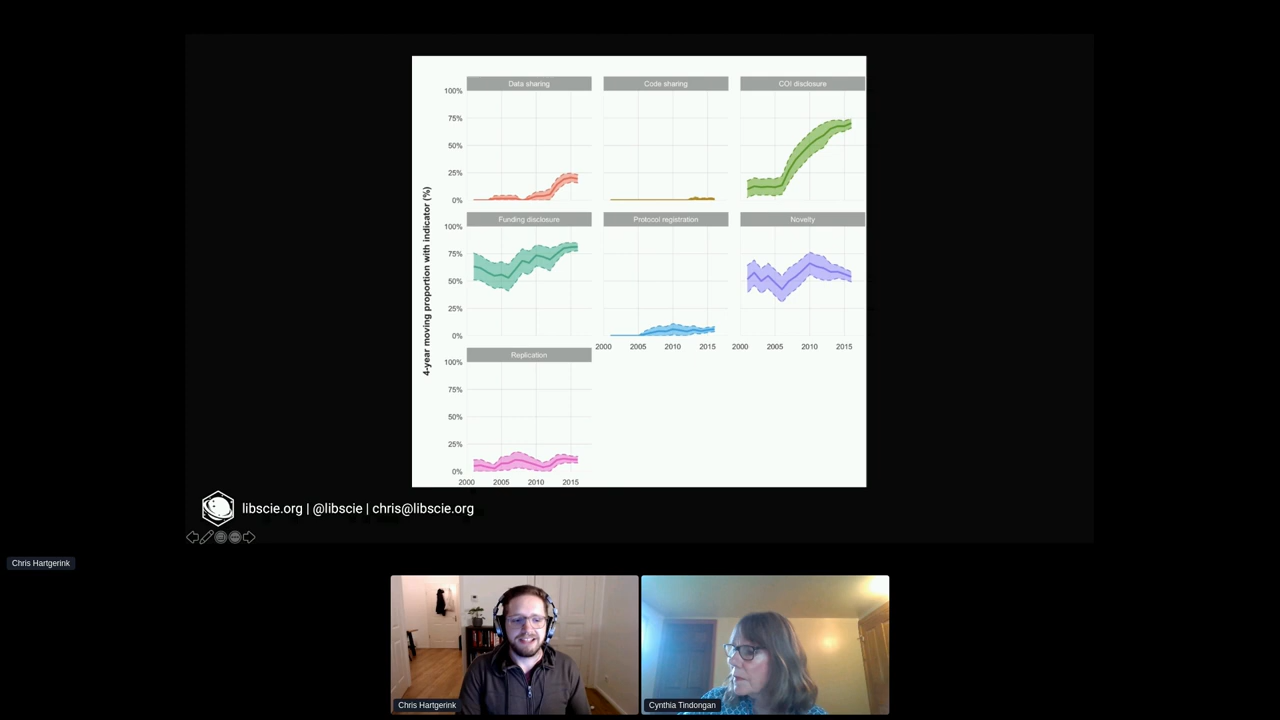 Data sharing
Code sharing
COI disclosure
100%
75%
50%
25%
0%
Funding disclosure
Protocol registration
Novelty
100%
75%
50%
25%
0%
2000 2005 2010 2015
2000 2005 2010 2015
Replication
100%
75%
50%
25%
0%
2000 2005 2010 2015
4-year moving proportion with indicator (%)
libscie.org | @libscie | chris@libscie.org
Chris Hartgerink
Chris Hartgerink
Cynthia Tindongan